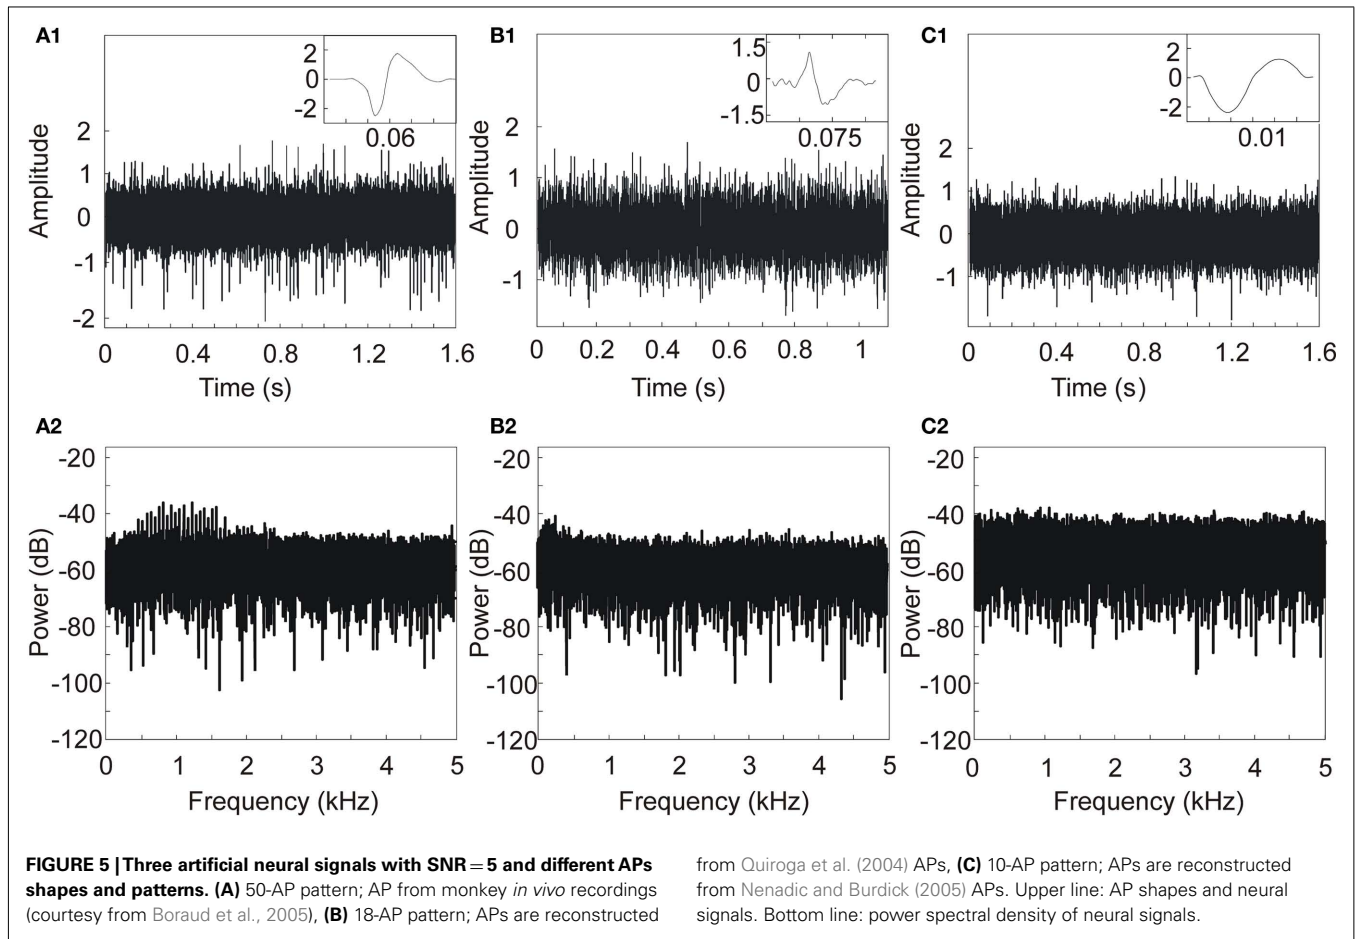 A1
2
0
-2
0.06
2
1
0
-1
-2
Amplitude
0 0.4 0.8 1.2 1.6
Time (s)
B1
1.5
0
-1.5
0.075
2
1
0
-1
Amplitude
0 0.2 0.4 0.6 0.8 1
Time (s)
C1
2
0
-2
0.01
2
1
0
-1
Amplitude
0 0.4 0.8 1.2 1.6
Time (s)
A2
-20
-40
-60
-80
-100
-120
Power (dB)
0 1 2 3 4 5
Frequency (kHz)
B2
-20
-40
-60
-80
-100
-120
Power (dB)
0 1 2 3 4 5
Frequency (kHz)
C2
-20
-40
-60
-80
-100
-120
Power (dB)
0 1 2 3 4 5
Frequency (kHz)
FIGURE 5 | Three artificial neural signals with SNR = 5 and different APs
shapes and patterns. (A) 50-AP pattern; AP from monkey in vivo recordings
(courtesy from Boraud et al., 2005), (B) 18-AP pattern; APs are reconstructed
from Quiroga et al. (2004) APs, (C) 10-AP pattern; APs are reconstructed
from Nenadic and Burdick (2005) APs. Upper line: AP shapes and neural
signals. Bottom line: power spectral density of neural signals.